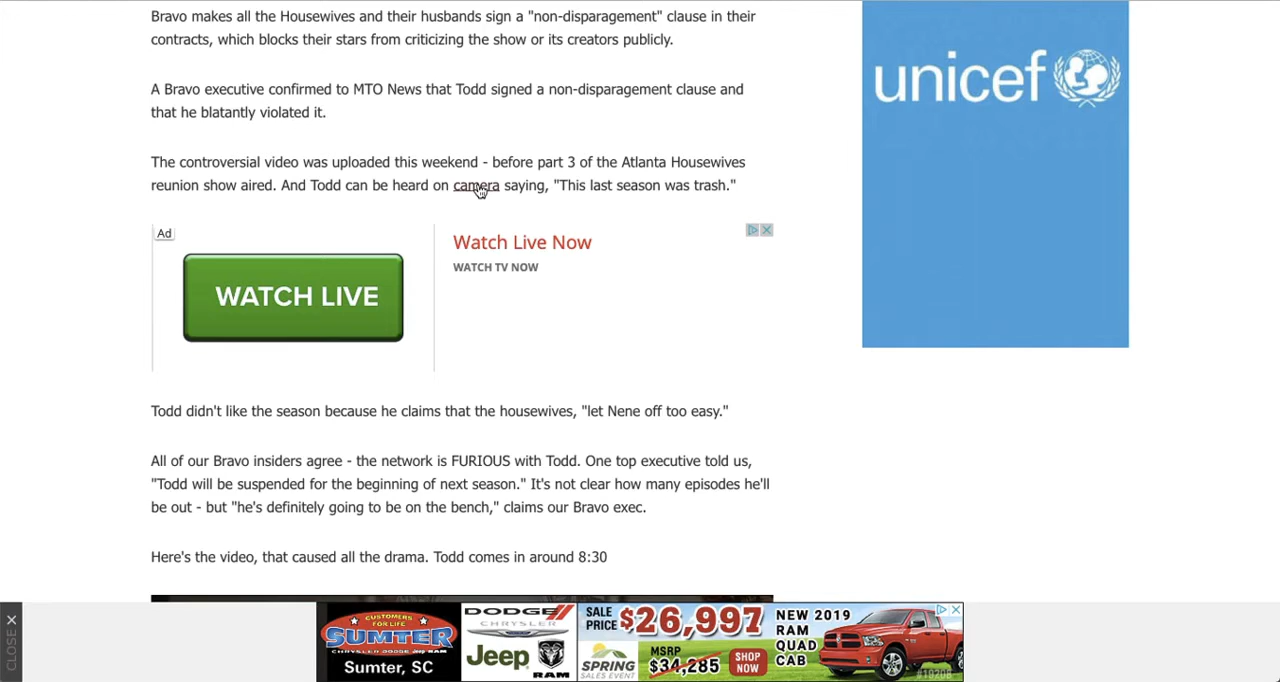 Bravo makes all the Housewives and their husbands sign a "non-disparagement" clause in their
contracts, which blocks their stars from criticizing the show or its creators publicly.
unicef
A Bravo executive confirmed to MTO News that Todd signed a non-disparagement clause and
that he blatantly violated it.
The controversial video was uploaded this weekend - before part 3 of the Atlanta Housewives
reunion show aired. And Todd can be heard on camera saying, "This last season was trash."
Ad
WATCH LIVE
Watch Live Now
WATCH TV NOW
Todd didn't like the season because he claims that the housewives, "let Nene off too easy."
All of our Bravo insiders agree - the network is FURIOUS with Todd. One top executive told us,
"Todd will be suspended for the beginning of next season." It's not clear how many episodes he'll
be out - but "he's definitely going to be on the bench," claims our Bravo exec.
Here's the video, that caused all the drama. Todd comes in around 8:30
CLOSE
CUSTOMERS
FOR LIFE
SUMTER
CHRYSLER DODGE JEEP RAM
Sumter, SC
DODGE
CHRYSLER
Jeep
RAM
SALE
PRICE
$26,997
SPRING
SALES EVENT
MSRP
$34,285
SHOP
NOW
NEW 2019
RAM
QUAD
CAB